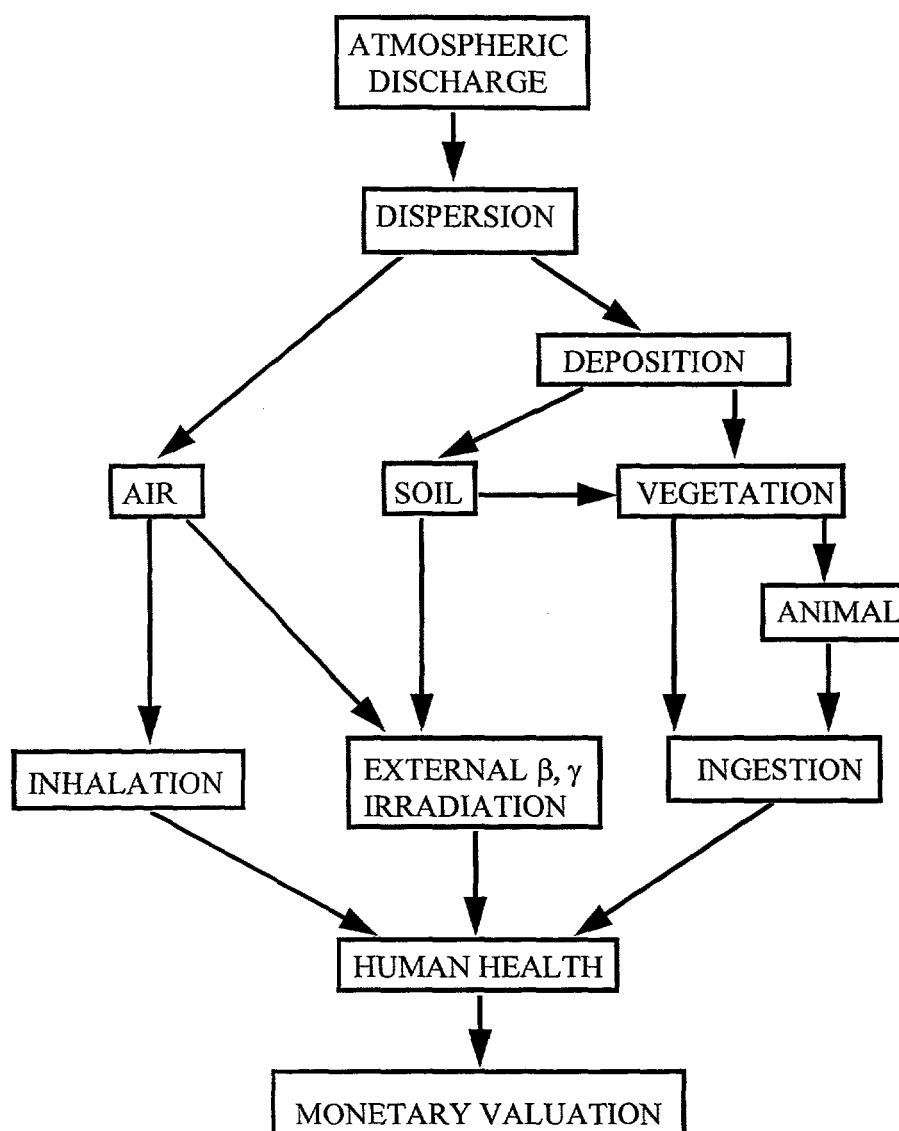 ATMOSPHERIC
DISCHARGE
DISPERSION
DEPOSITION
AIR
SOIL
VEGETATION
ANIMAL
INHALATION
EXTERNAL β, γ
IRRADIATION
INGESTION
HUMAN HEALTH
MONETARY VALUATION